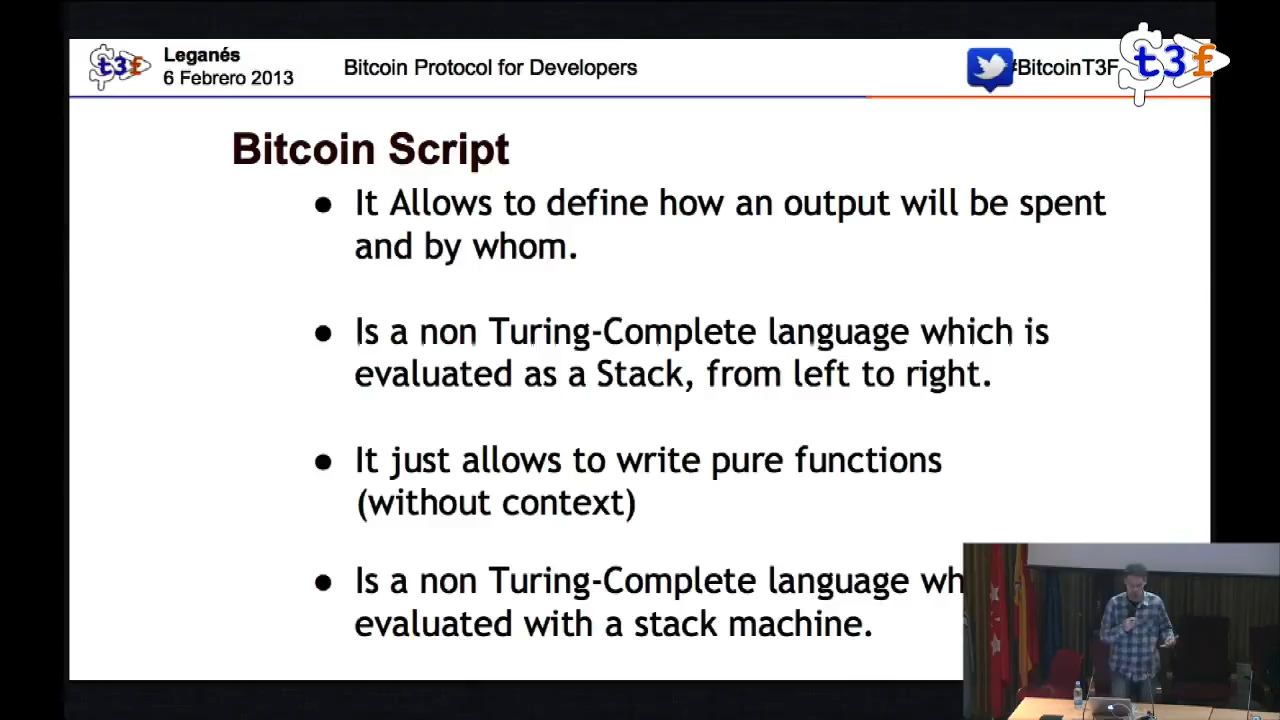 t3f
Leganés
6 Febrero 2013
Bitcoin Protocol for Developers
#BitcoinT3F
t3f
Bitcoin Script
● It Allows to define how an output will be spent
and by whom.
● Is a non Turing-Complete language which is
evaluated as a Stack, from left to right.
● It just allows to write pure functions
(without context)
● Is a non Turing-Complete language wh
evaluated with a stack machine.